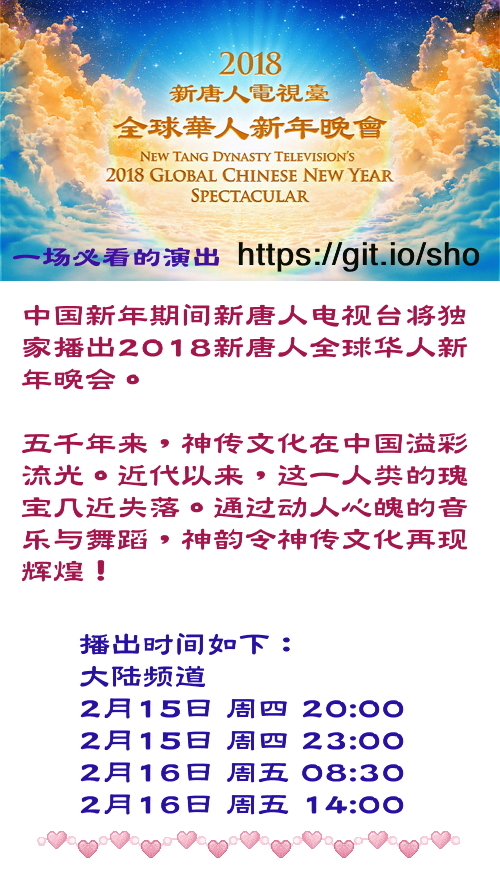 2018
新唐人電視臺
全球華人新年晚會
NEW TANG DYNASTY TELEVISION'S
2018 GLOBAL CHINESE NEW YEAR
SPECTACULAR
一场必看的演出 https://git.io/sho
中国新年期间新唐人电视台将独
家播出2018新唐人全球华人新
年晚会。
五千年来，神传文化在中国溢彩
流光。近代以来，这一人类的瑰
宝几近失落。通过动人心魄的音
乐与舞蹈，神韵令神传文化再现
辉煌！
播出时间如下：
大陆频道
2月15日 周四 20:00
2月15日 周四 23:00
2月16日 周五 08:30
2月16日 周五 14:00